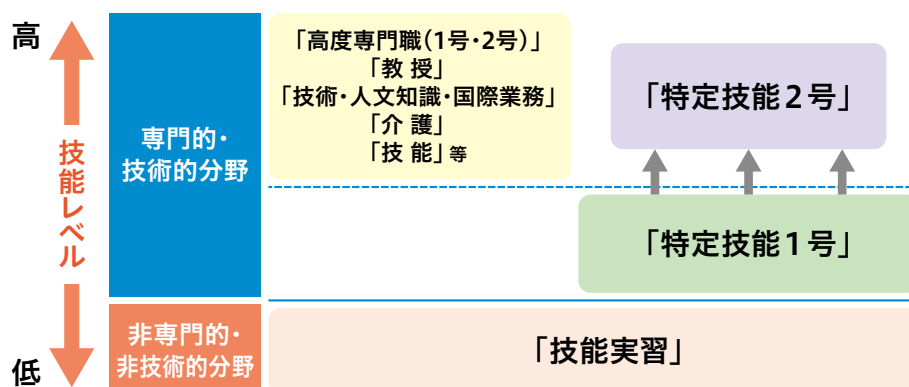 高
技能レベル
低
専門的・
技術的分野
非専門的・
非技術的分野
「高度専門職(1号・2号)」
「教 授」
「技術・人文知識・国際業務」
「介 護」
「技 能」等
「特定技能2号」
「特定技能1号」
「技能実習」